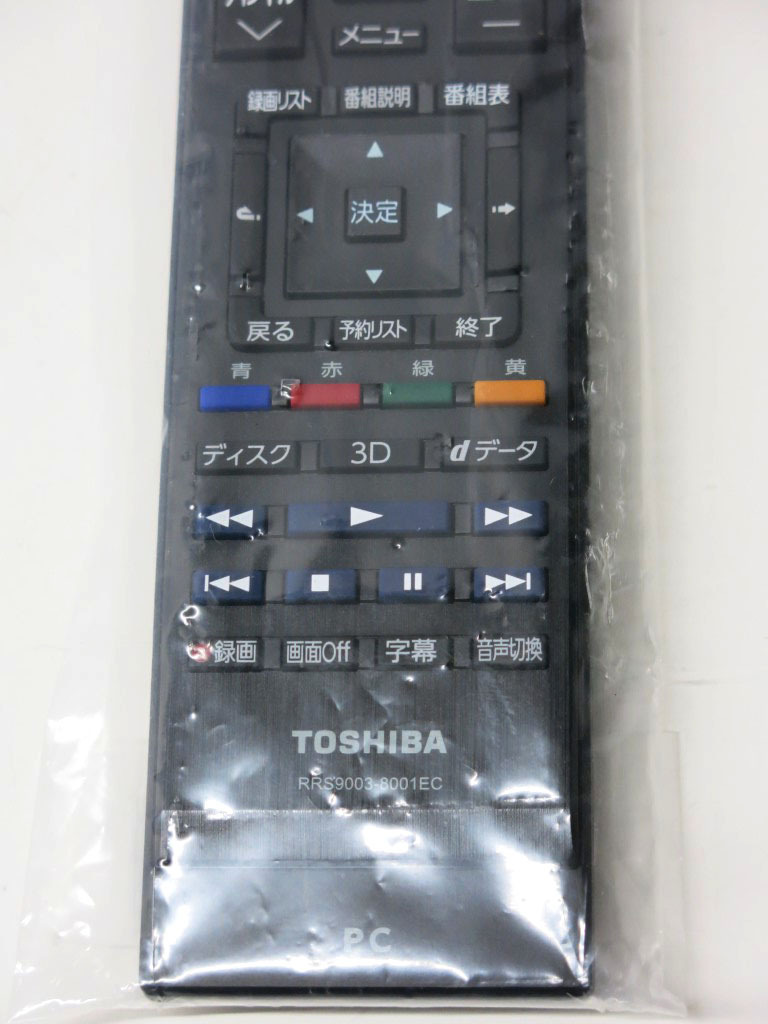 メニュー
録画リスト 番組説明 番組表
決定
戻る 予約リスト 終了
青 赤 緑 黄
ディスク 3D dデータ
録画 画面Off 字幕 音声切換
TOSHIBA
RRS9003-8001EC
PC